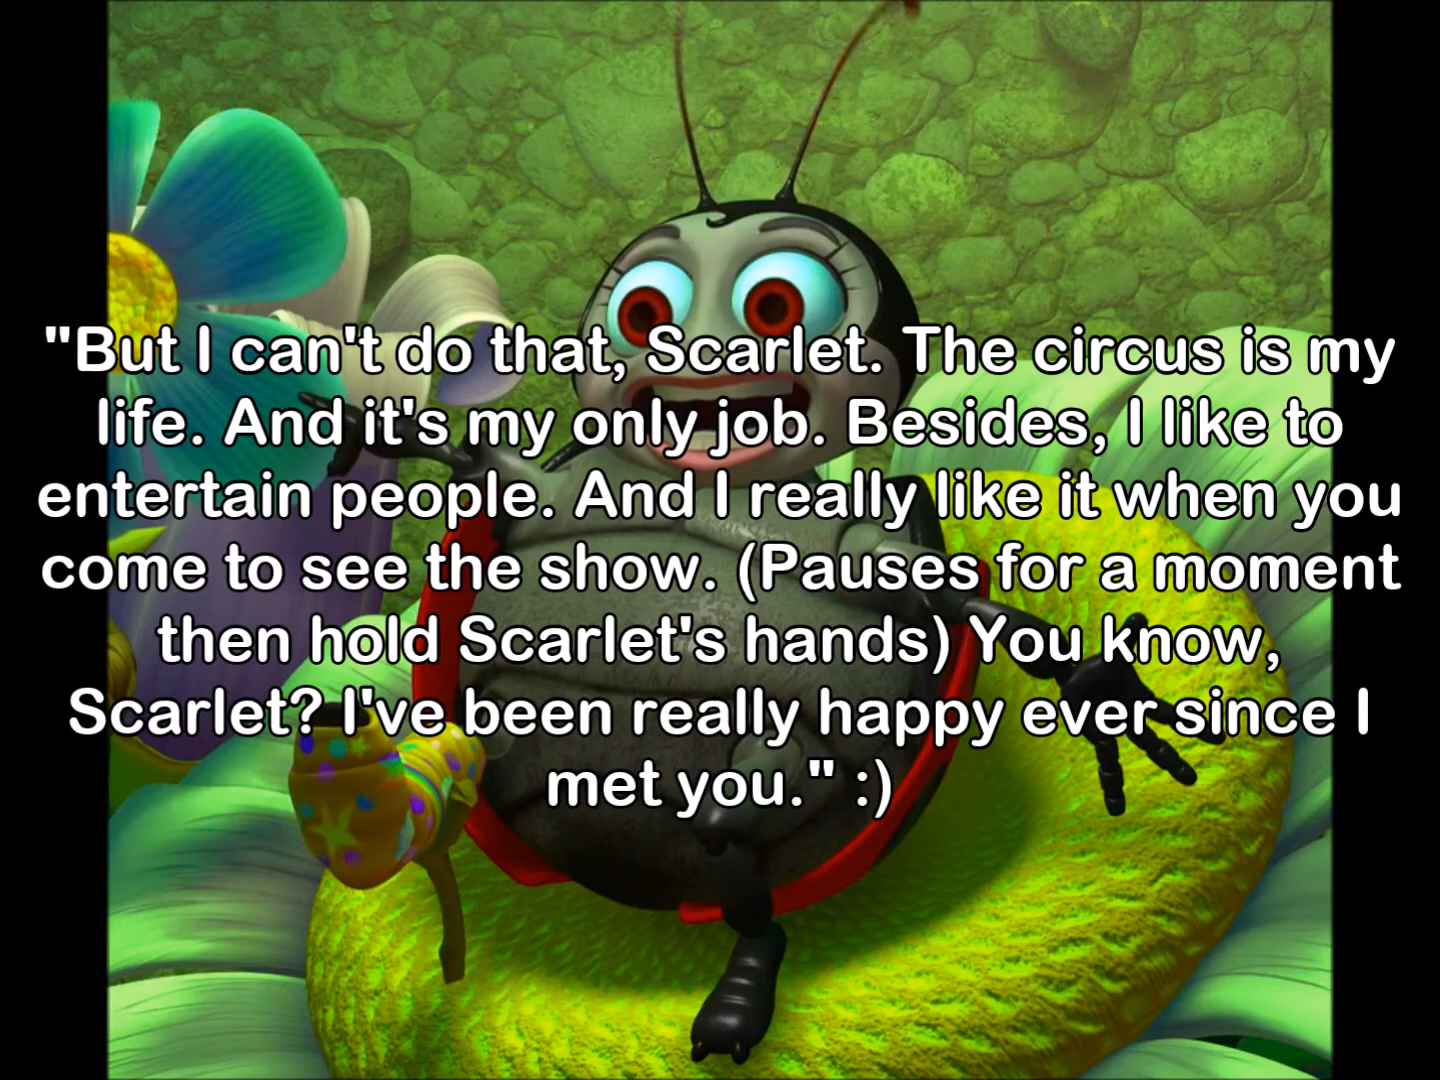 "But I can't do that, Scarlet. The circus is my
life. And it's my only job. Besides, I like to
entertain people. And I really like it when you
come to see the show. (Pauses for a moment
then hold Scarlet's hands) You know,
Scarlet? I've been really happy ever since I
met you." :)